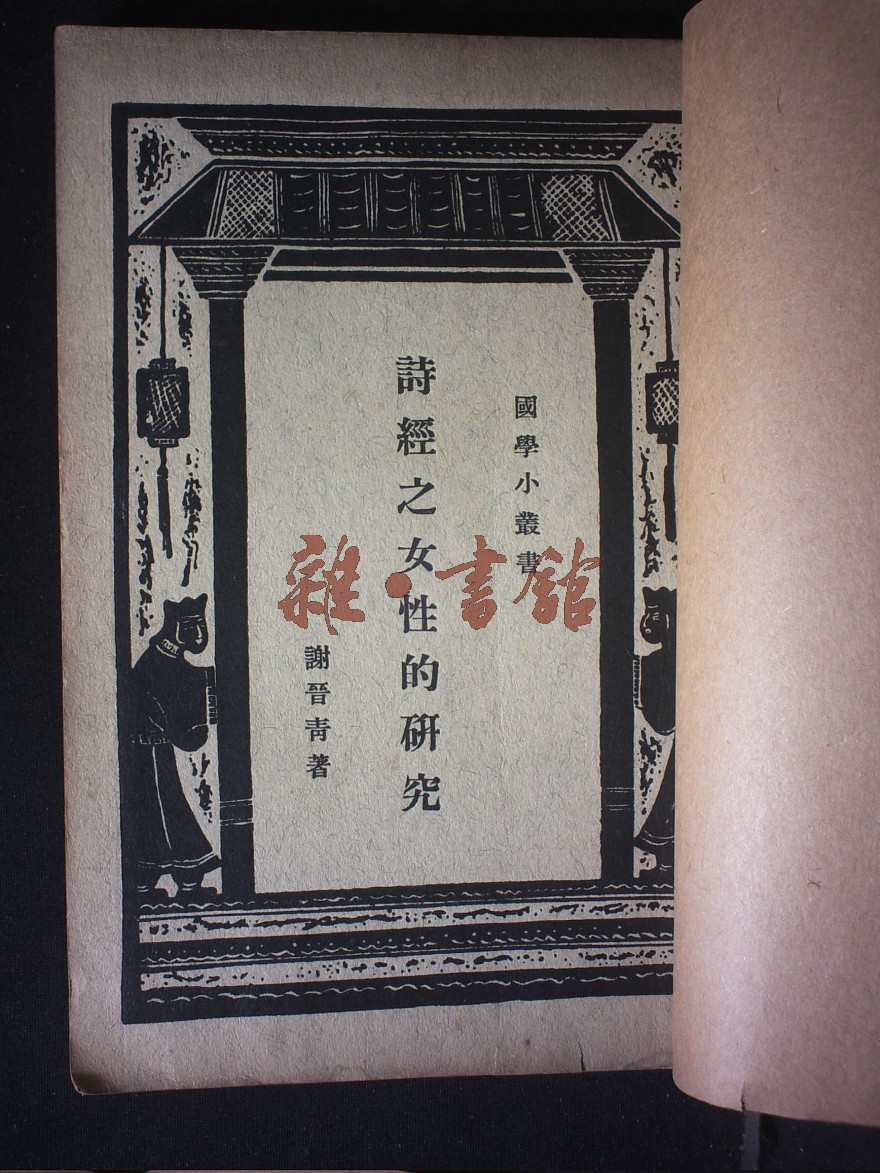 國學小叢書
詩經之女性的研究
謝晉青著
雜·書館